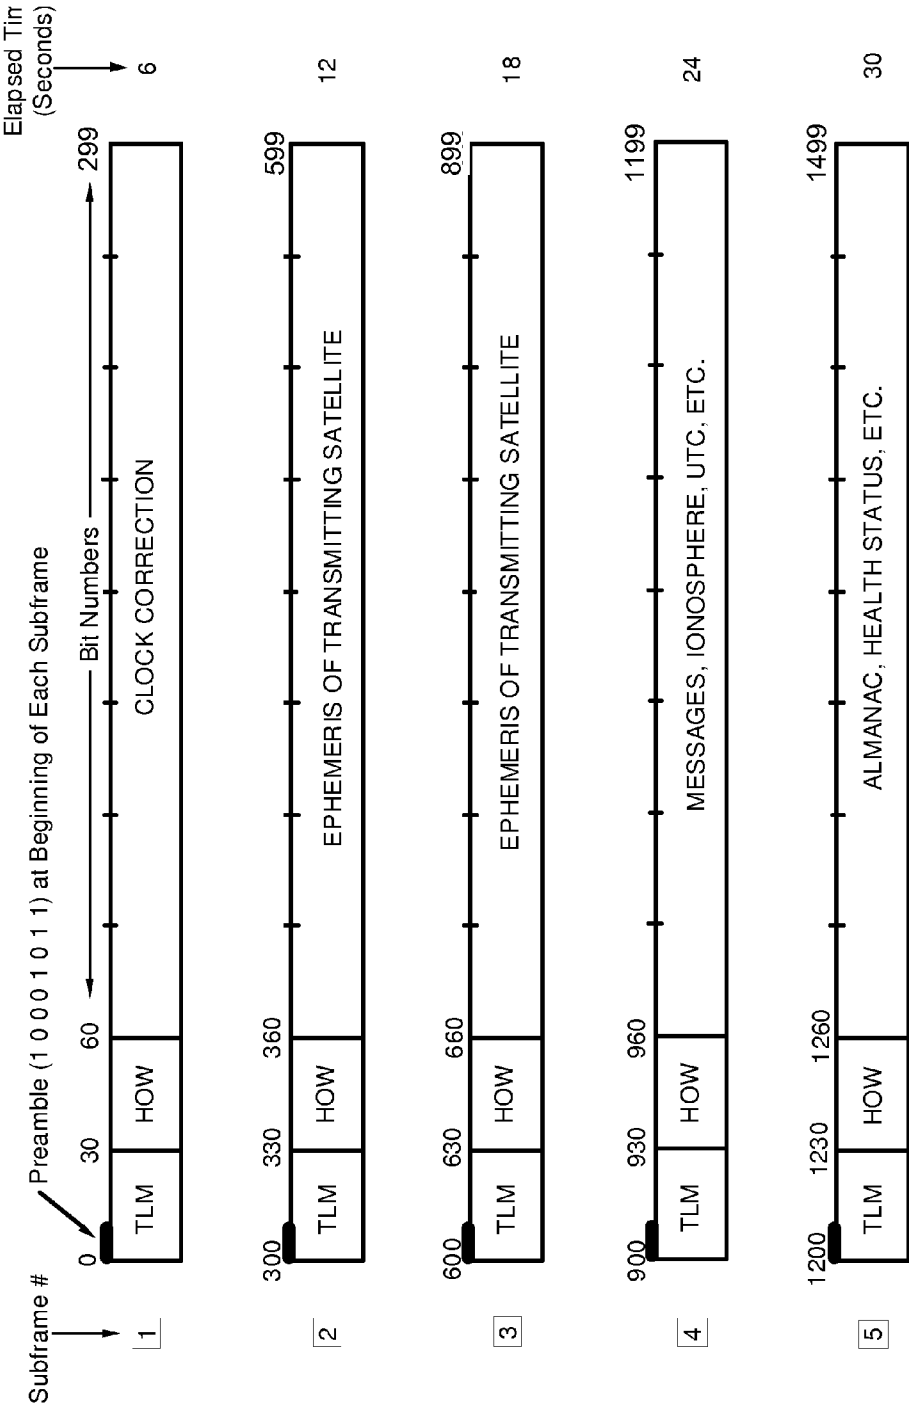 Elapsed Tim
(Seconds)
Preamble (1 0 0 0 1 0 1 1) at Beginning of Each Subframe
Subframe #
0 30 60 Bit Numbers 299
1 TLM HOW CLOCK CORRECTION 6
300 330 360 599
2 TLM HOW EPHEMERIS OF TRANSMITTING SATELLITE 12
600 630 660 899
3 TLM HOW EPHEMERIS OF TRANSMITTING SATELLITE 18
900 930 960 1199
4 TLM HOW MESSAGES, IONOSPHERE, UTC, ETC. 24
1200 1230 1260 1499
5 TLM HOW ALMANAC, HEALTH STATUS, ETC. 30